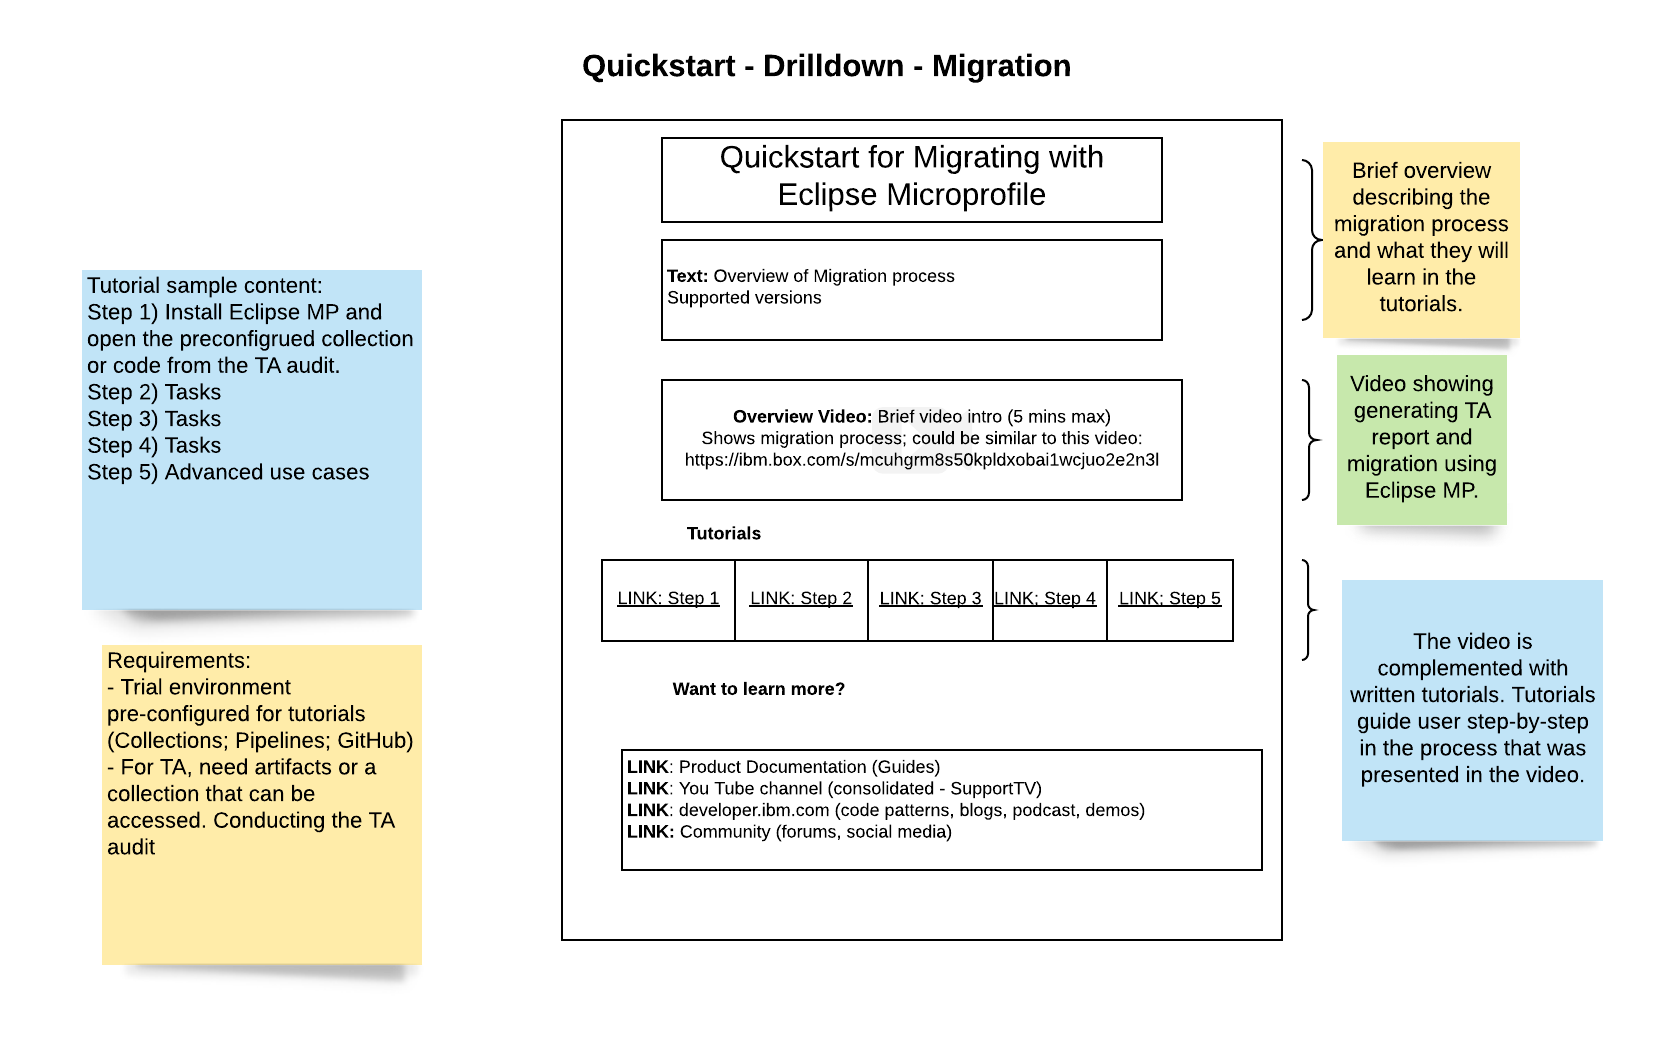 Quickstart - Drilldown - Migration
Quickstart for Migrating with
Eclipse Microprofile
Text: Overview of Migration process
Supported versions
Overview Video: Brief video intro (5 mins max)
Shows migration process; could be similar to this video:
https://ibm.box.com/s/mcuhgrm8s50kpldxobai1wcjuo2e2n3l
Tutorials
LINK: Step 1
LINK: Step 2
LINK: Step 3
LINK; Step 4
LINK; Step 5
Want to learn more?
LINK: Product Documentation (Guides)
LINK: You Tube channel (consolidated - SupportTV)
LINK: developer.ibm.com (code patterns, blogs, podcast, demos)
LINK: Community (forums, social media)
Tutorial sample content:
Step 1) Install Eclipse MP and
open the preconfigrued collection
or code from the TA audit.
Step 2) Tasks
Step 3) Tasks
Step 4) Tasks
Step 5) Advanced use cases
Requirements:
- Trial environment
pre-configured for tutorials
(Collections; Pipelines; GitHub)
- For TA, need artifacts or a
collection that can be
accessed. Conducting the TA
audit
Brief overview
describing the
migration process
and what they will
learn in the
tutorials.
Video showing
generating TA
report and
migration using
Eclipse MP.
The video is
complemented with
written tutorials. Tutorials
guide user step-by-step
in the process that was
presented in the video.